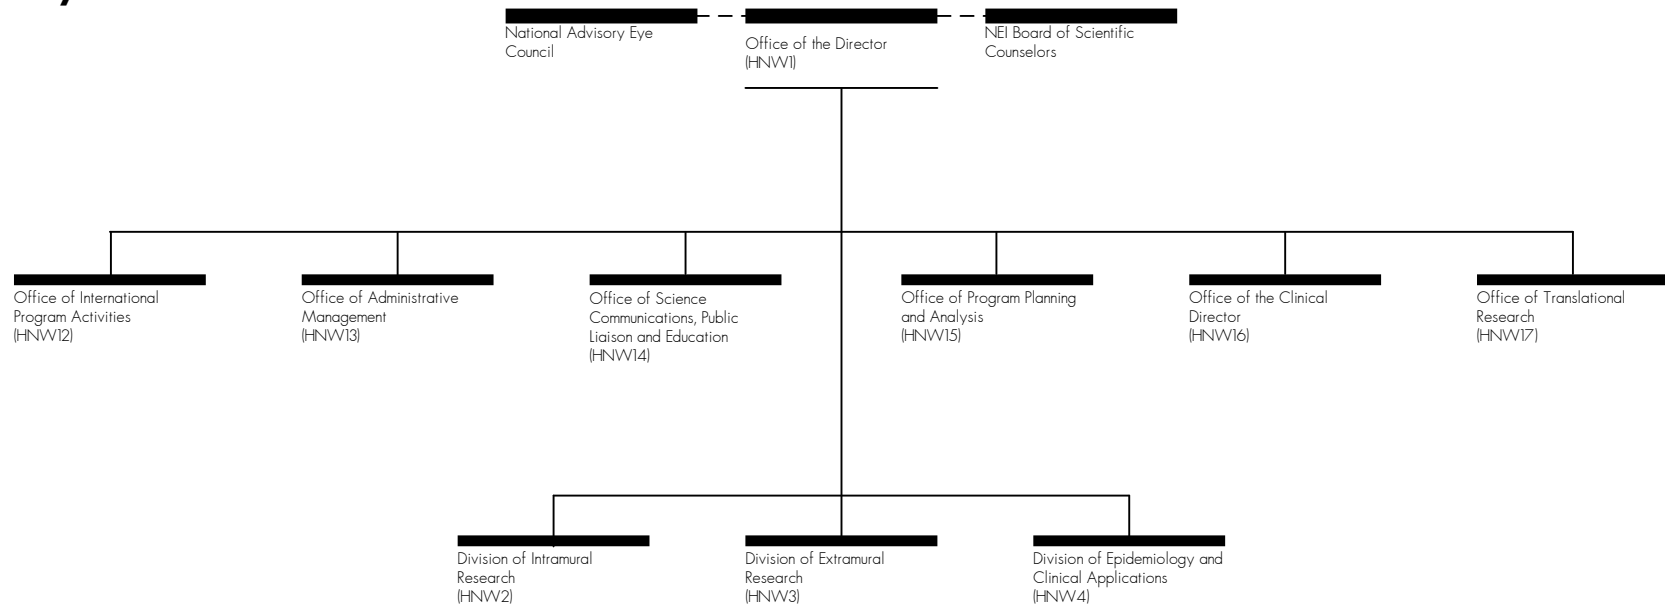 National Advisory Eye
Council
Office of the Director
(HNW1)
NEI Board of Scientific
Counselors
Office of International
Program Activities
(HNW12)
Office of Administrative
Management
(HNW13)
Office of Science
Communications, Public
Liaison and Education
(HNW14)
Office of Program Planning
and Analysis
(HNW15)
Office of the Clinical
Director
(HNW16)
Office of Translational
Research
(HNW17)
Division of Intramural
Research
(HNW2)
Division of Extramural
Research
(HNW3)
Division of Epidemiology and
Clinical Applications
(HNW4)